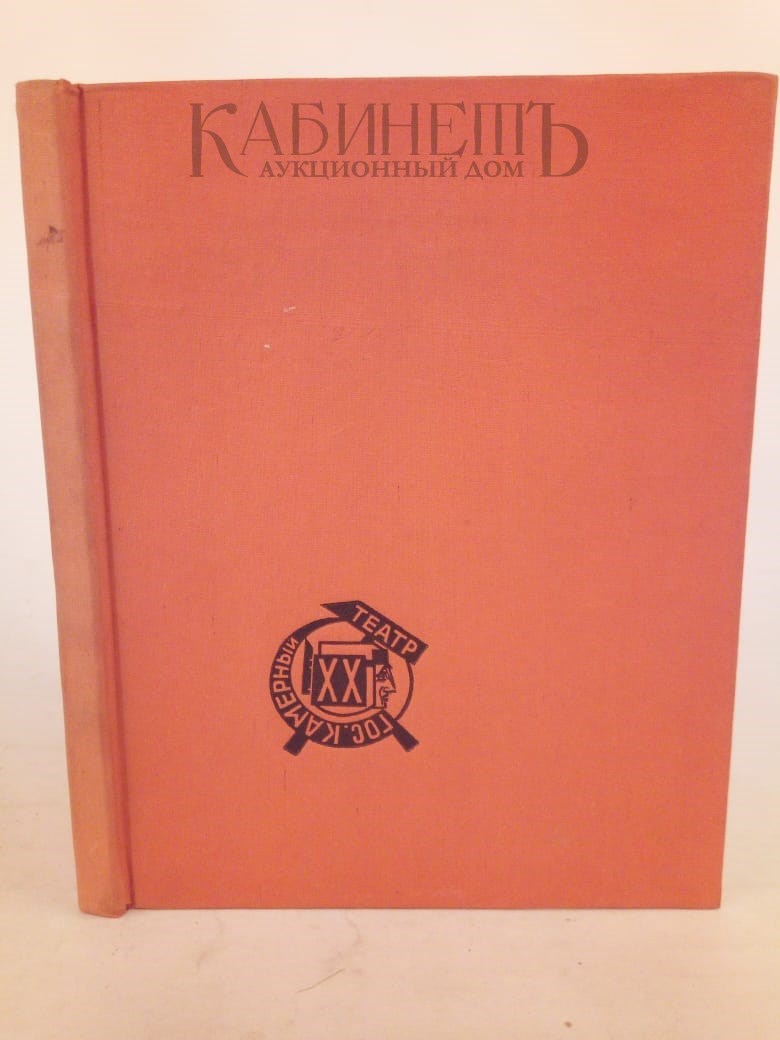 КАБИНЕТЪ
АУКЦИОННЫЙ ДОМ
ТЕАТР
XX
ГОС. КАМЕРНЫЙ